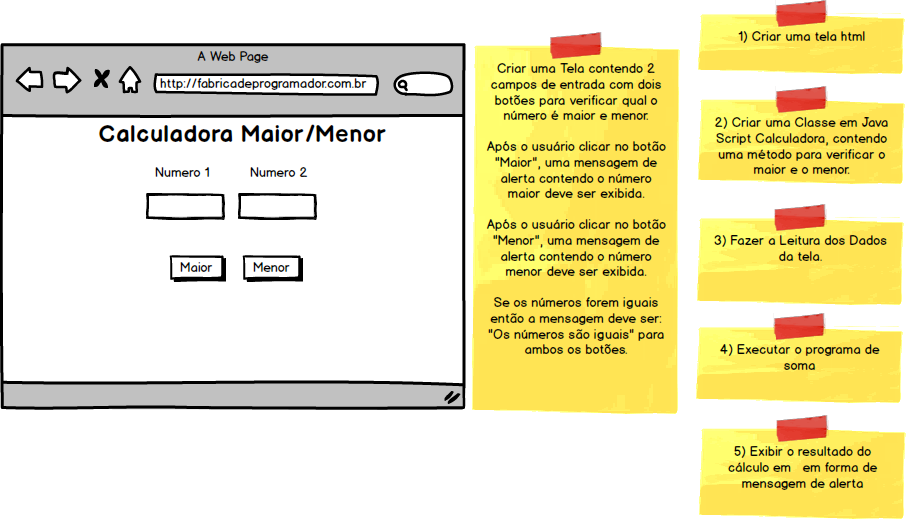 A Web Page
http://fabricadeprogramador.com.br
Calculadora Maior/Menor
Numero 1
Numero 2
Maior
Menor
Criar uma Tela contendo 2
campos de entrada com dois
botões para verificar qual o
número é maior e menor.
Após o usuário clicar no botão
"Maior", uma mensagem de
alerta contendo o número
maior deve ser exibida.
Após o usuário clicar no botão
"Menor", uma mensagem de
alerta contendo o número
menor deve ser exibida.
Se os números forem iguais
então a mensagem deve ser:
"Os números são iguais" para
ambos os botões.
1) Criar uma tela html
2) Criar uma Classe em Java
Script Calculadora, contendo
uma método para verificar o
maior e o menor.
3) Fazer a Leitura dos Dados
da tela.
4) Executar o programa de
soma
5) Exibir o resultado do
cálculo em   em forma de
mensagem de alerta